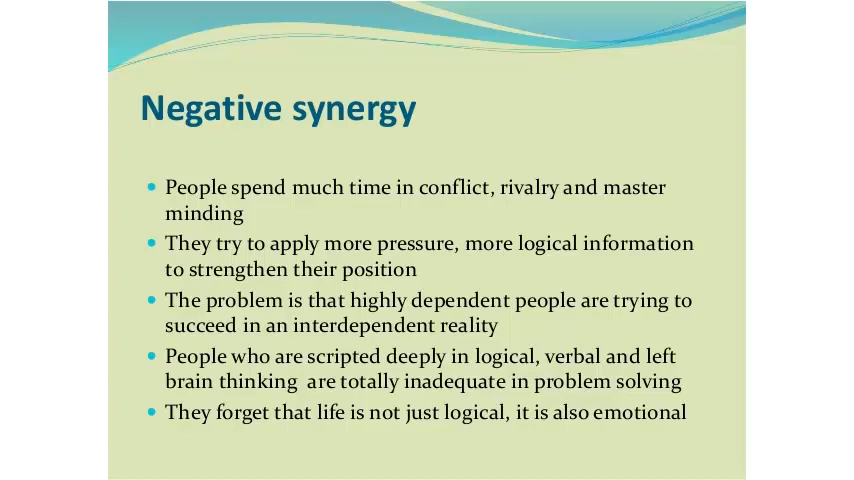 Negative synergy
People spend much time in conflict, rivalry and master
minding
They try to apply more pressure, more logical information
to strengthen their position
The problem is that highly dependent people are trying to
succeed in an interdependent reality
People who are scripted deeply in logical, verbal and left
brain thinking  are totally inadequate in problem solving
They forget that life is not just logical, it is also emotional